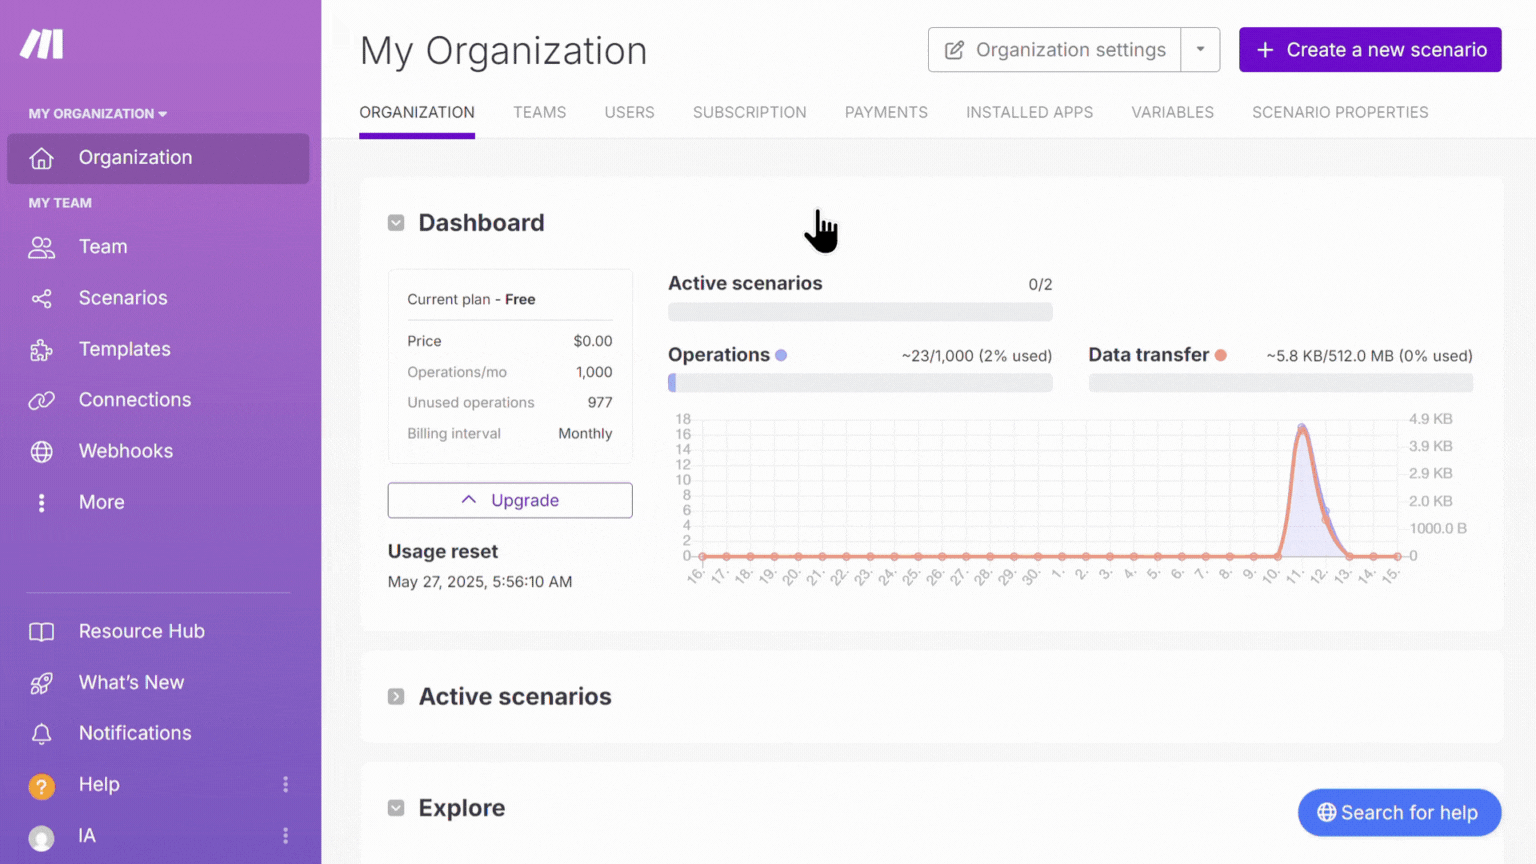 My Organization
Organization settings
+ Create a new scenario
MY ORGANIZATION
Organization
MY TEAM
Team
Scenarios
Templates
Connections
Webhooks
More
Resource Hub
What's New
Notifications
? Help
IA
ORGANIZATION TEAMS USERS SUBSCRIPTION PAYMENTS INSTALLED APPS VARIABLES SCENARIO PROPERTIES
Dashboard
Current plan - Free
Price $0.00
Operations/mo 1,000
Unused operations 977
Billing interval Monthly
Upgrade
Usage reset
May 27, 2025, 5:56:10 AM
Active scenarios 0/2
Operations ~23/1,000 (2% used)
Data transfer ~5.8 KB/512.0 MB (0% used)
18
16
14
12
10
8
6
4
2
0
4.9 KB
3.9 KB
2.9 KB
2.0 KB
1000.0 B
0
16. 17. 18. 19. 20. 21. 22. 23. 24. 25. 26. 27. 28. 29. 30. 1. 2. 3. 4. 5. 6. 7. 8. 9. 10. 11. 12. 13. 14. 15.
Active scenarios
Explore
Search for help